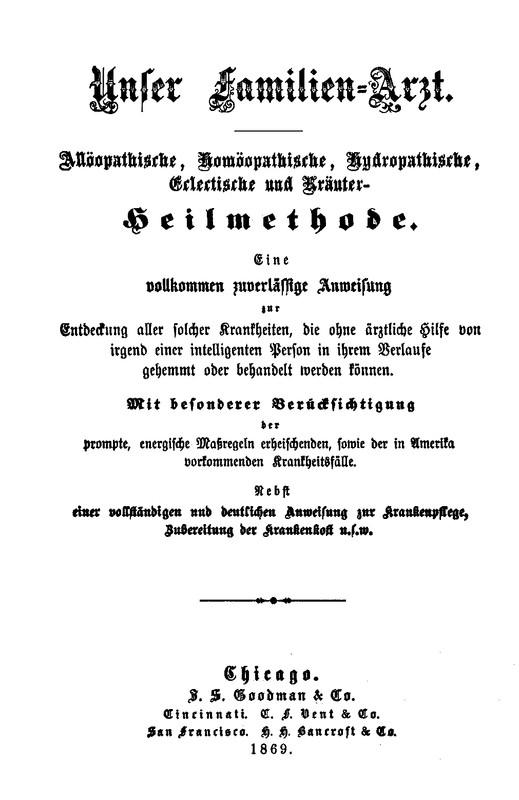 Unser Familien-Arzt.
Allöopathische, Homöopathische, Hydropathische,
Eclectische und Kräuter-
Heilmethode.
Eine
vollkommen zuverlässige Anweisung
zur
Entdeckung aller solcher Krankheiten, die ohne ärztliche Hilfe von
irgend einer intelligenten Person in ihrem Verlaufe
gehemmt oder behandelt werden können.
Mit besonderer Berücksichtigung
der
prompte, energische Maßregeln erheischenden, sowie der in Amerika
vorkommenden Krankheitsfälle.
Nebst
einer vollständigen und deutlichen Anweisung zur Krankenpflege,
Zubereitung der Krankenkost u.s.w.
Chicago.
J. S. Goodman & Co.
Cincinnati. C. F. Vent & Co.
San Francisco. H. H. Bancroft & Co.
1869.